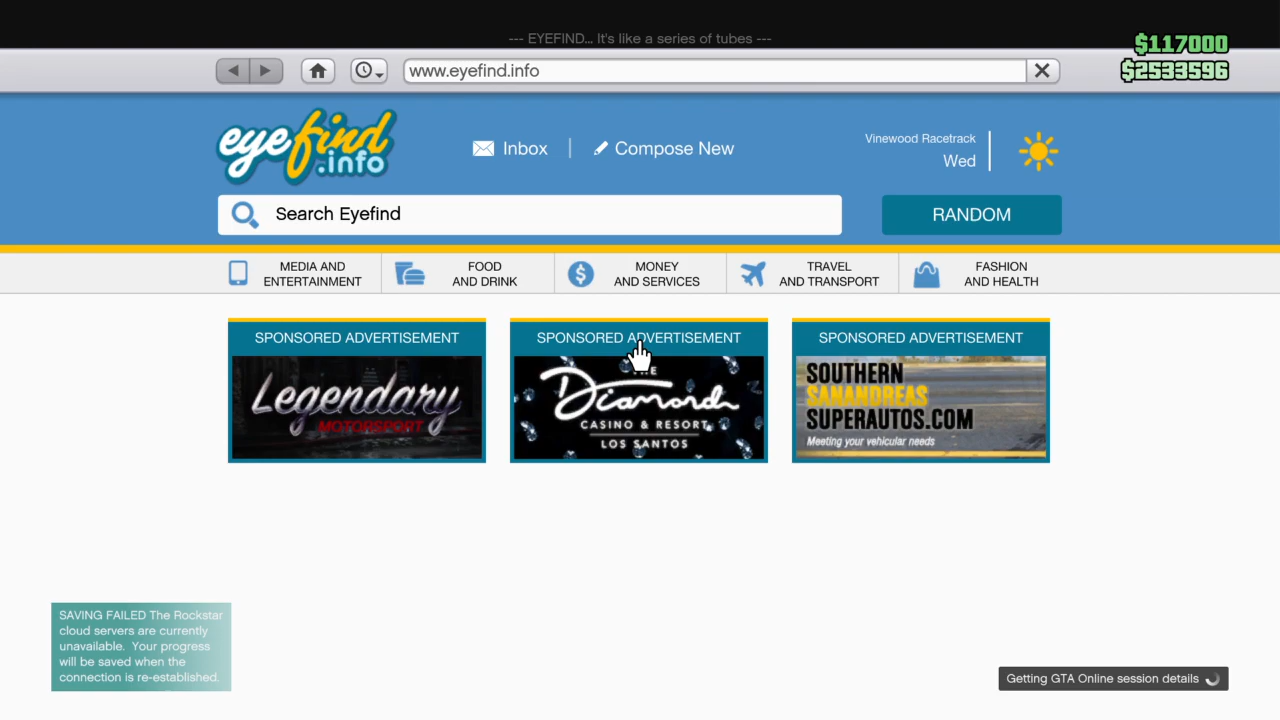 --- EYEFIND... It's like a series of tubes ---
$117000
$2533596
www.eyefind.info
eyefind
.info
Inbox
Compose New
Vinewood Racetrack
Wed
Search Eyefind
RANDOM
MEDIA AND
ENTERTAINMENT
FOOD
AND DRINK
MONEY
AND SERVICES
TRAVEL
AND TRANSPORT
FASHION
AND HEALTH
SPONSORED ADVERTISEMENT
Legendary
MOTORSPORT
SPONSORED ADVERTISEMENT
THE
Diamond
CASINO & RESORT
LOS SANTOS
SPONSORED ADVERTISEMENT
SOUTHERN
SANANDREAS
SUPERAUTOS.COM
Meeting your vehicular needs
SAVING FAILED The Rockstar
cloud servers are currently
unavailable. Your progress
will be saved when the
connection is re-established.
Getting GTA Online session details